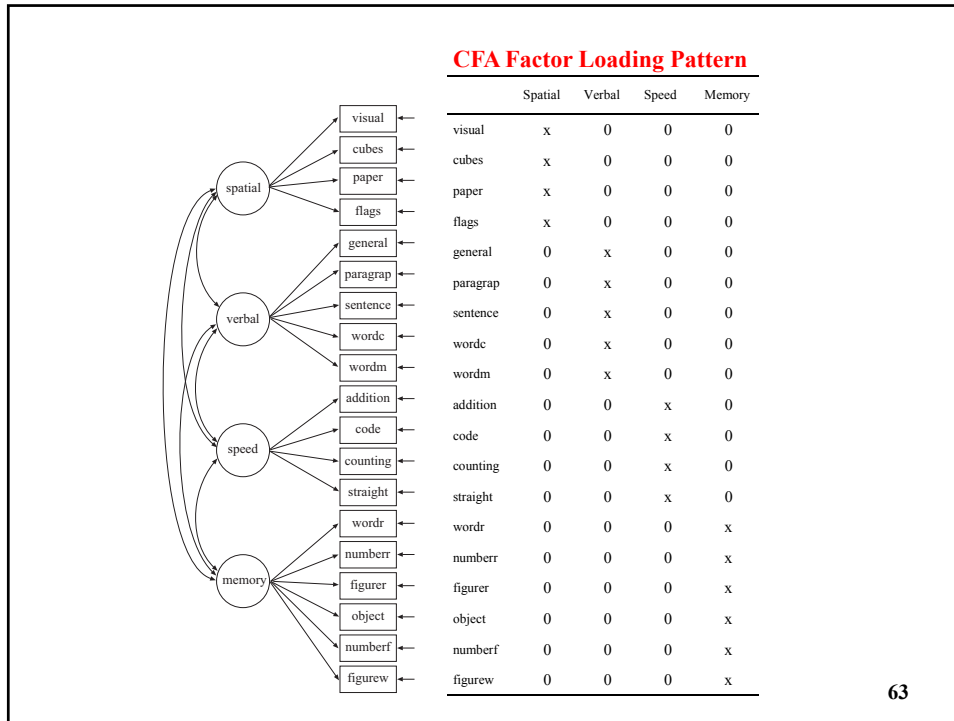 CFA Factor Loading Pattern
Spatial Verbal Speed Memory
visual x 0 0 0
cubes x 0 0 0
paper x 0 0 0
flags x 0 0 0
general 0 x 0 0
paragrap 0 x 0 0
sentence 0 x 0 0
wordc 0 x 0 0
wordm 0 x 0 0
addition 0 0 x 0
code 0 0 x 0
counting 0 0 x 0
straight 0 0 x 0
wordr 0 0 0 x
numberr 0 0 0 x
figurer 0 0 0 x
object 0 0 0 x
numberf 0 0 0 x
figurew 0 0 0 x
spatial
verbal
speed
memory
visual
cubes
paper
flags
general
paragrap
sentence
wordc
wordm
addition
code
counting
straight
wordr
numberr
figurer
object
numberf
figurew
63